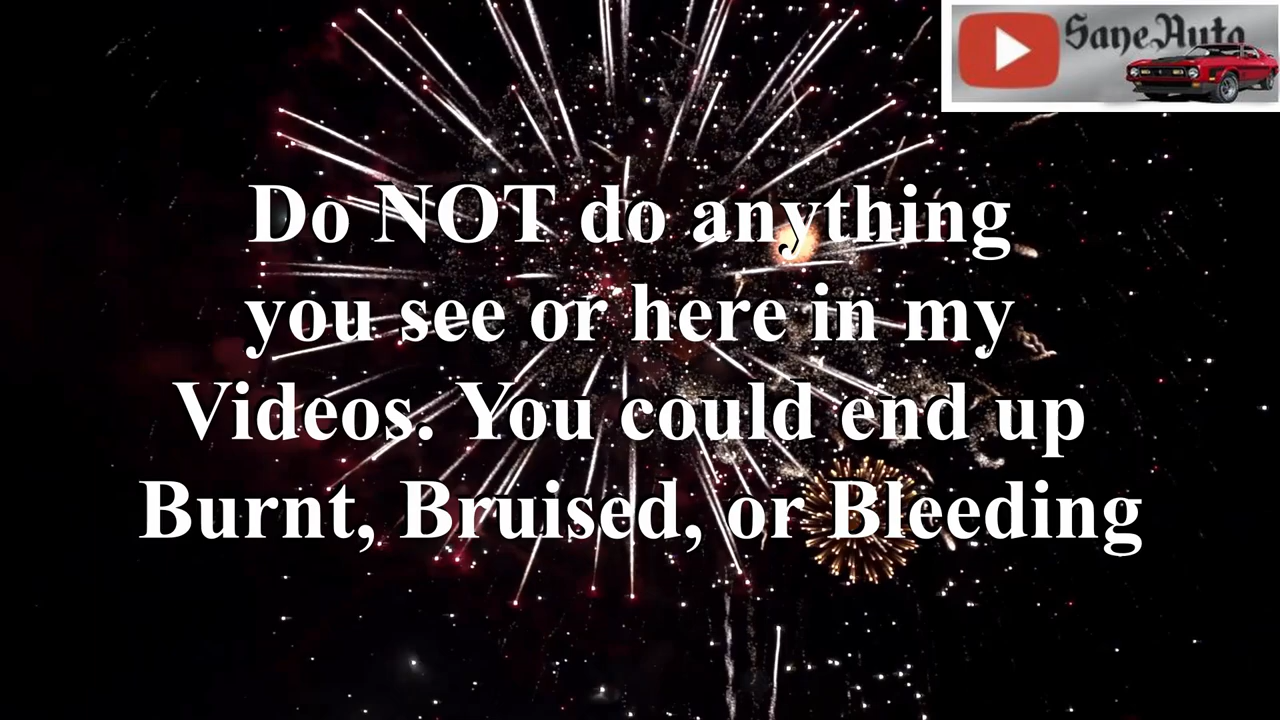 SaneAuto
Do NOT do anything
you see or here in my
Videos. You could end up
Burnt, Bruised, or Bleeding